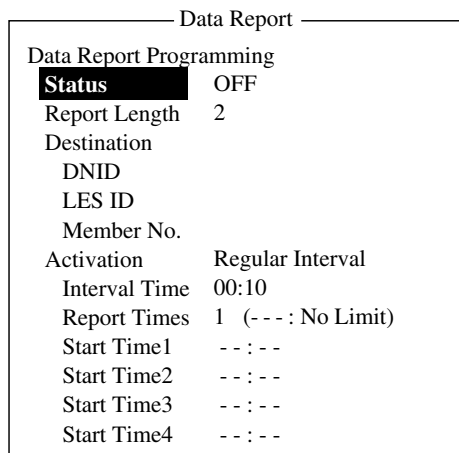 Data Report
Data Report Programming
Status OFF
Report Length 2
Destination
DNID
LES ID
Member No.
Activation Regular Interval
Interval Time 00:10
Report Times 1 (- - - : No Limit)
Start Time1 - - : - -
Start Time2 - - : - -
Start Time3 - - : - -
Start Time4 - - : - -